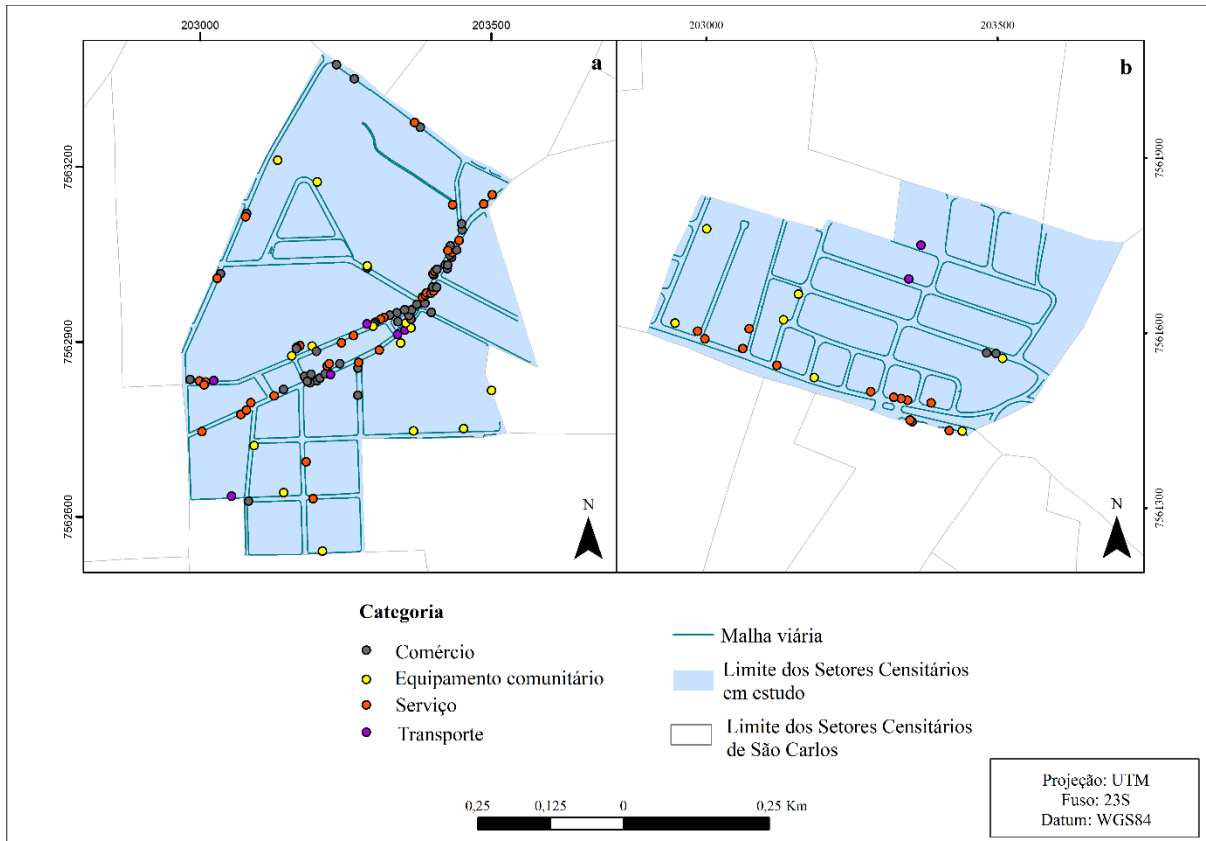 203000
203500
203000
203500
a
b
7563200
7562900
7562600
7561900
7561600
7561300
N
N
Categoria
Comércio
Equipamento comunitário
Serviço
Transporte
Malha viária
Limite dos Setores Censitários
em estudo
Limite dos Setores Censitários
de São Carlos
0,25
0,125
0
0,25 Km
Projeção: UTM
Fuso: 23S
Datum: WGS84